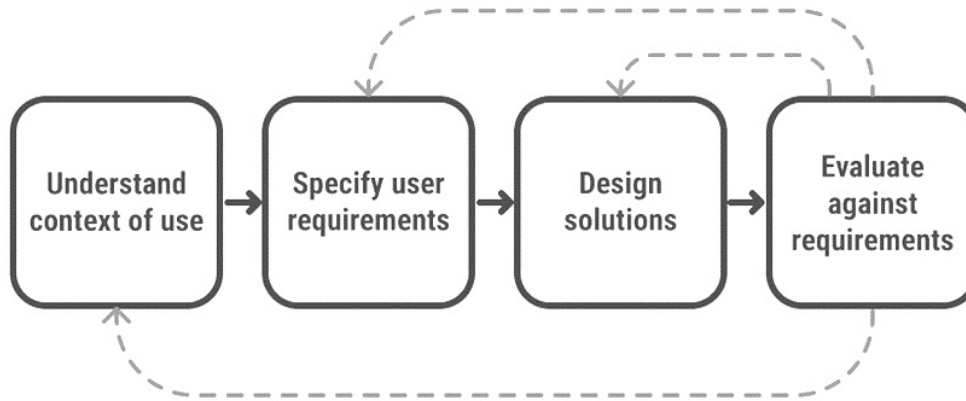 Understand
context of use
Specify user
requirements
Design
solutions
Evaluate
against
requirements